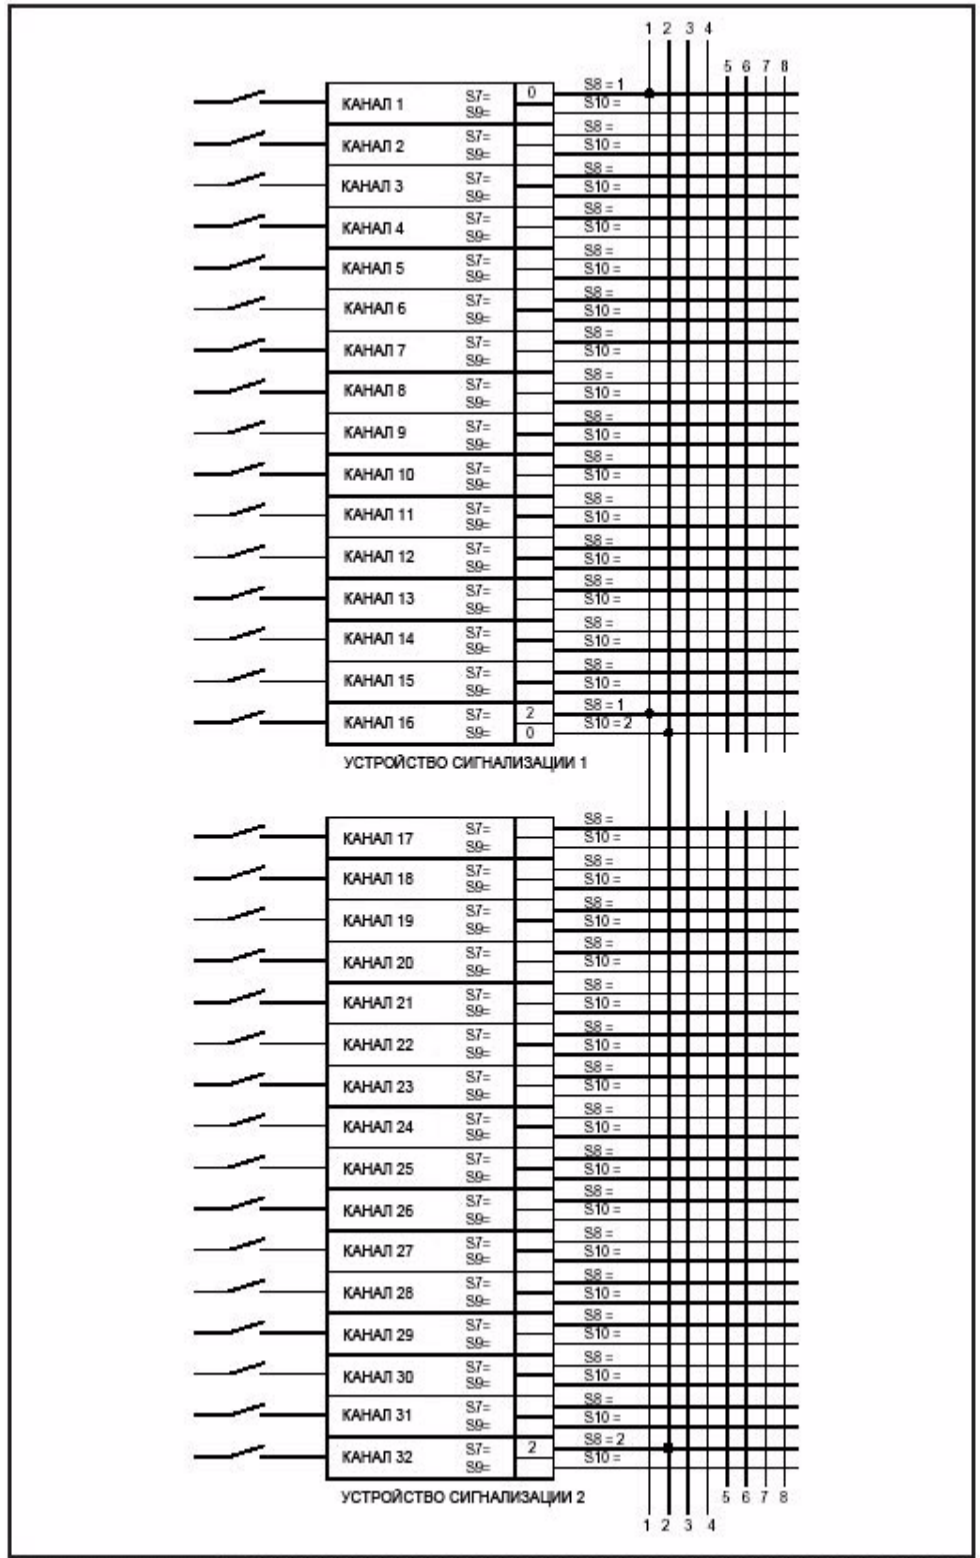 1 2 3 4
5 6 7 8
КАНАЛ 1 S7= 0 S8 = 1
S9= S10 =
КАНАЛ 2 S7= S8 =
S9= S10 =
КАНАЛ 3 S7= S8 =
S9= S10 =
КАНАЛ 4 S7= S8 =
S9= S10 =
КАНАЛ 5 S7= S8 =
S9= S10 =
КАНАЛ 6 S7= S8 =
S9= S10 =
КАНАЛ 7 S7= S8 =
S9= S10 =
КАНАЛ 8 S7= S8 =
S9= S10 =
КАНАЛ 9 S7= S8 =
S9= S10 =
КАНАЛ 10 S7= S8 =
S9= S10 =
КАНАЛ 11 S7= S8 =
S9= S10 =
КАНАЛ 12 S7= S8 =
S9= S10 =
КАНАЛ 13 S7= S8 =
S9= S10 =
КАНАЛ 14 S7= S8 =
S9= S10 =
КАНАЛ 15 S7= S8 =
S9= S10 =
КАНАЛ 16 S7= 2 S8 = 1
S9= 0 S10 = 2
УСТРОЙСТВО СИГНАЛИЗАЦИИ 1
КАНАЛ 17 S7= S8 =
S9= S10 =
КАНАЛ 18 S7= S8 =
S9= S10 =
КАНАЛ 19 S7= S8 =
S9= S10 =
КАНАЛ 20 S7= S8 =
S9= S10 =
КАНАЛ 21 S7= S8 =
S9= S10 =
КАНАЛ 22 S7= S8 =
S9= S10 =
КАНАЛ 23 S7= S8 =
S9= S10 =
КАНАЛ 24 S7= S8 =
S9= S10 =
КАНАЛ 25 S7= S8 =
S9= S10 =
КАНАЛ 26 S7= S8 =
S9= S10 =
КАНАЛ 27 S7= S8 =
S9= S10 =
КАНАЛ 28 S7= S8 =
S9= S10 =
КАНАЛ 29 S7= S8 =
S9= S10 =
КАНАЛ 30 S7= S8 =
S9= S10 =
КАНАЛ 31 S7= S8 =
S9= S10 =
КАНАЛ 32 S7= 2 S8 = 2
S9= S10 =
УСТРОЙСТВО СИГНАЛИЗАЦИИ 2
5 6 7 8
1 2 3 4